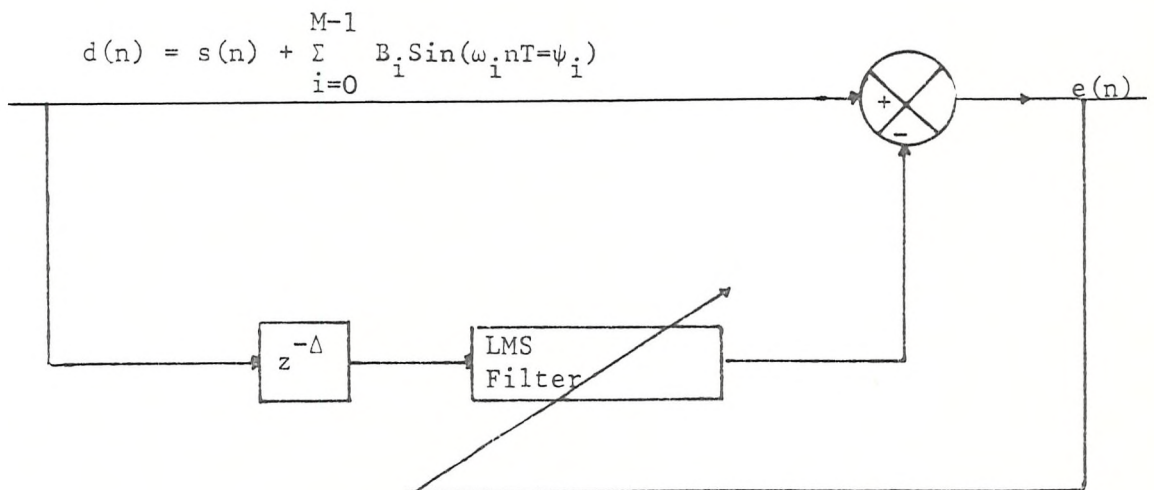 M-1
d(n) = s(n) + Σ B_i Sin(ω_i nT=ψ_i)
i=0
+
e(n)
-
z^-Δ
LMS
Filter